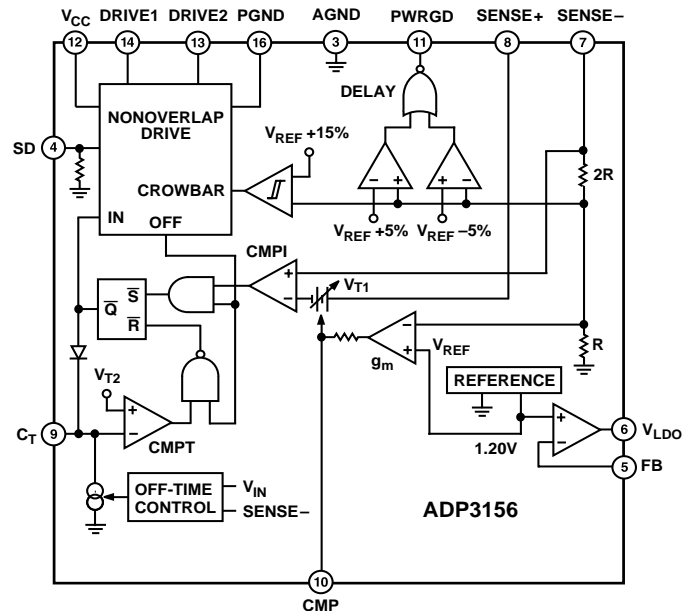 VCC DRIVE1 DRIVE2 PGND AGND PWRGD SENSE+ SENSE–
12 14 13 16 3 11 8 7
DELAY
NONOVERLAP
DRIVE
VREF +15%
SD 4
2R
CROWBAR
IN
OFF
VREF +5% VREF –5%
CMPI
VT1
Q S
R
VREF
R
gm
VT2
REFERENCE
CT 9
CMPT
1.20V
6 VLDO
5 FB
OFF-TIME
CONTROL
VIN
SENSE–
ADP3156
10
CMP